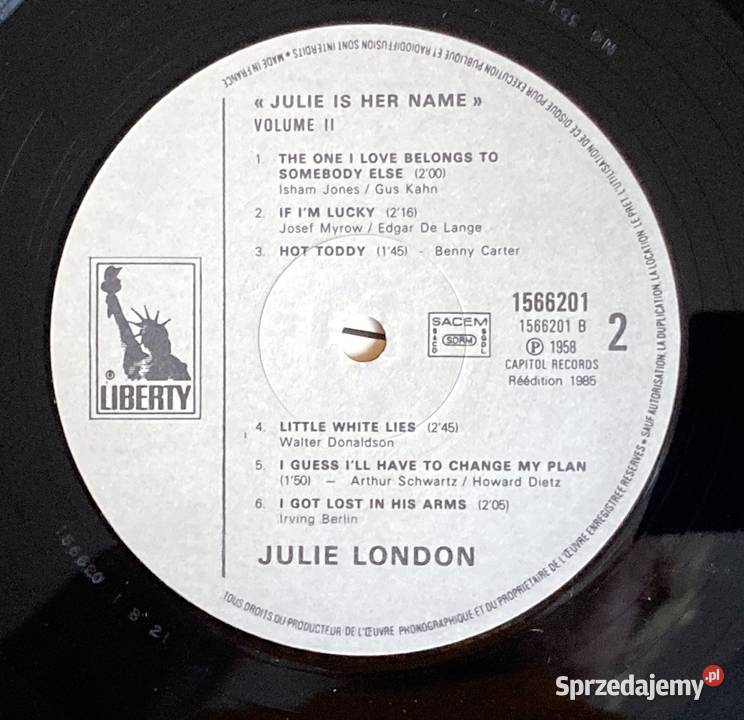 « JULIE IS HER NAME »
VOLUME II
1. THE ONE I LOVE BELONGS TO
SOMEBODY ELSE (2'00)
Isham Jones / Gus Kahn
2. IF I'M LUCKY (2'16)
Josef Myrow / Edgar De Lange
3. HOT TODDY (1'45) - Benny Carter
1566201
1566201 B
2
Ⓟ 1958
CAPITOL RECORDS
Réédition 1985
SACEM
SACD
SDRM
SGDL
® LIBERTY
4. LITTLE WHITE LIES (2'45)
Walter Donaldson
5. I GUESS I'LL HAVE TO CHANGE MY PLAN
(1'50) — Arthur Schwartz / Howard Dietz
6. I GOT LOST IN HIS ARMS (2'05)
Irving Berlin
JULIE LONDON
TOUS DROITS DU PRODUCTEUR DE L'ŒUVRE PHONOGRAPHIQUE ET DU PROPRIETAIRE DE L'ŒUVRE ENREGISTREE RESERVES • SAUF AUTORISATION, LA DUPLICATION, LA LOCATION, LE PRET, L'UTILISATION DE CE DISQUE POUR EXECUTION PUBLIQUE ET RADIODIFFUSION SONT INTERDITS • MADE IN FRANCE
Sprzedajemy.pl